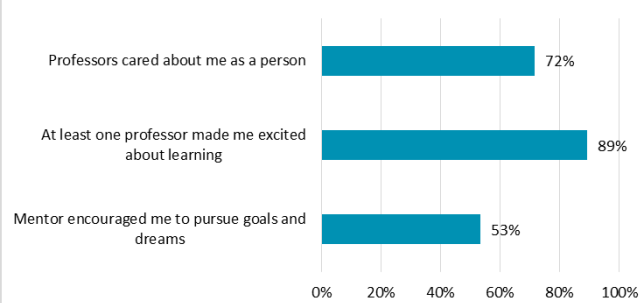 Professors cared about me as a person
72%
At least one professor made me excited
about learning
89%
Mentor encouraged me to pursue goals and
dreams
53%
0% 20% 40% 60% 80% 100%